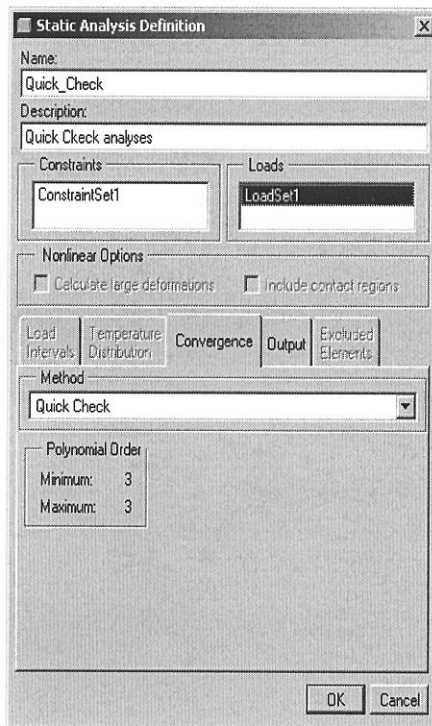 Static Analysis Definition
Name:
Quick_Check
Description:
Quick Ckeck analyses
Constraints
Loads
ConstraintSet1
LoadSet1
Nonlinear Options
Calculate large deformations
Include contact regions
Load Intervals
Temperature Distribution
Convergence
Output
Excluded Elements
Method
Quick Check
Polynomial Order
Minimum: 3
Maximum: 3
OK
Cancel